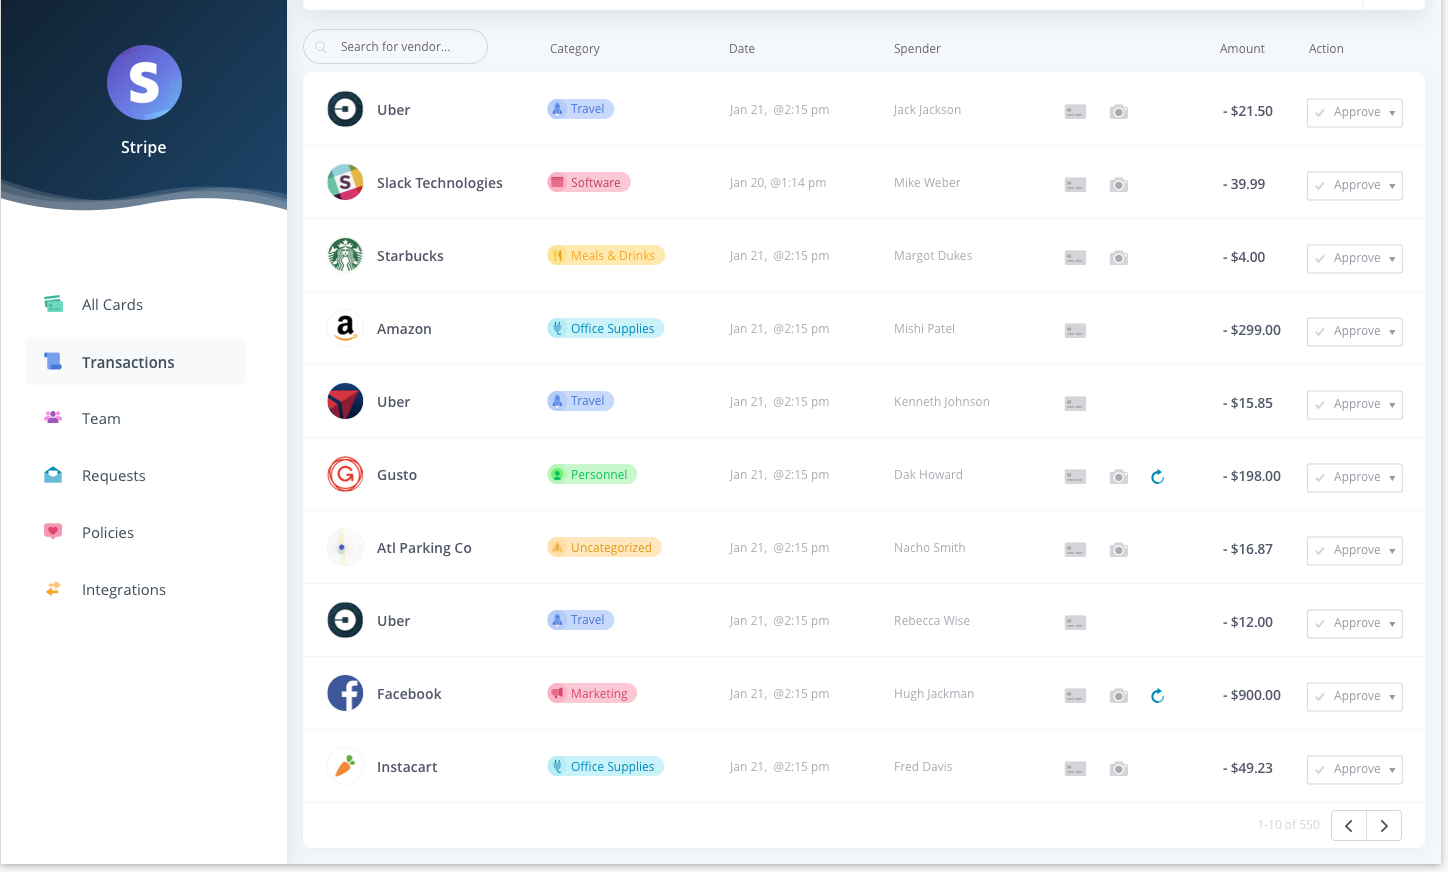 S
Stripe
All Cards
Transactions
Team
Requests
Policies
Integrations
Search for vendor... Category Date Spender Amount Action
Uber Travel Jan 21, @2:15 pm Jack Jackson - $21.50 Approve
S Slack Technologies Software Jan 20, @1:14 pm Mike Weber - 39.99 Approve
Starbucks Meals & Drinks Jan 21, @2:15 pm Margot Dukes - $4.00 Approve
a Amazon Office Supplies Jan 21, @2:15 pm Mishi Patel - $299.00 Approve
Uber Travel Jan 21, @2:15 pm Kenneth Johnson - $15.85 Approve
G Gusto Personnel Jan 21, @2:15 pm Dak Howard - $198.00 Approve
Atl Parking Co Uncategorized Jan 21, @2:15 pm Nacho Smith - $16.87 Approve
Uber Travel Jan 21, @2:15 pm Rebecca Wise - $12.00 Approve
f Facebook Marketing Jan 21, @2:15 pm Hugh Jackman - $900.00 Approve
Instacart Office Supplies Jan 21, @2:15 pm Fred Davis - $49.23 Approve
1-10 of 550